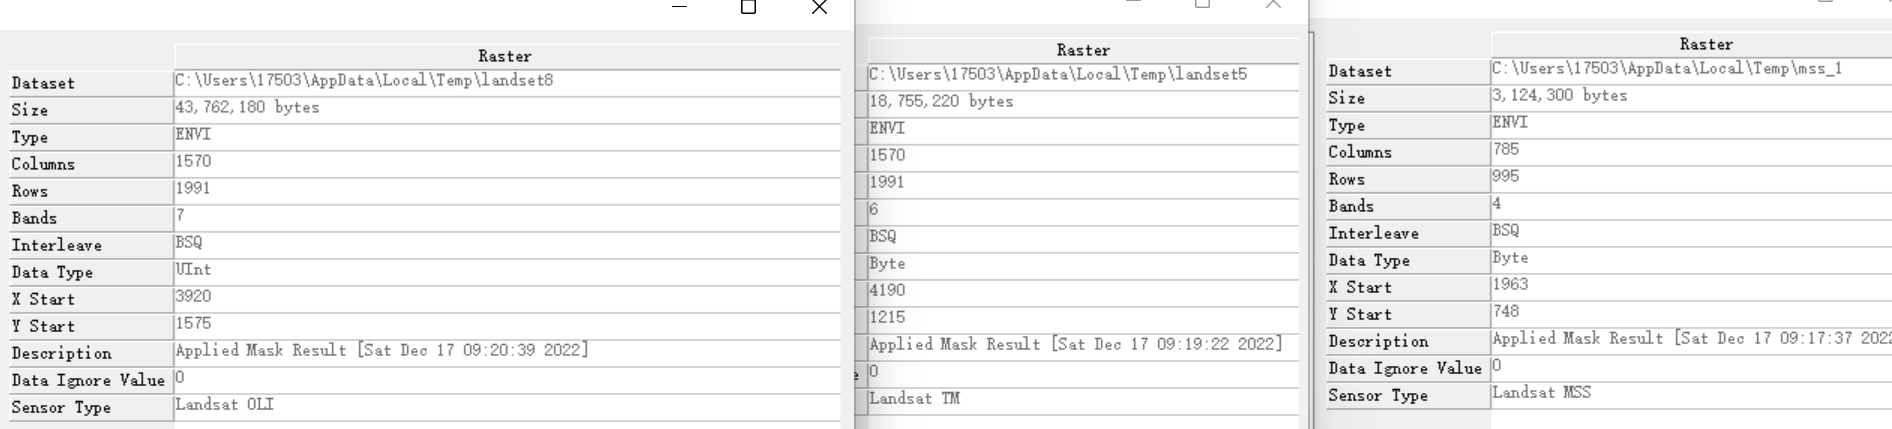 Raster
Dataset C:\Users\17503\AppData\Local\Temp\landset8
Size 43,762,180 bytes
Type ENVI
Columns 1570
Rows 1991
Bands 7
Interleave BSQ
Data Type UInt
X Start 3920
Y Start 1575
Description Applied Mask Result [Sat Dec 17 09:20:39 2022]
Data Ignore Value 0
Sensor Type Landsat OLI
Raster
C:\Users\17503\AppData\Local\Temp\landset5
18,755,220 bytes
ENVI
1570
1991
6
BSQ
Byte
4190
1215
Applied Mask Result [Sat Dec 17 09:19:22 2022]
e 0
Landsat TM
Raster
Dataset C:\Users\17503\AppData\Local\Temp\mss_1
Size 3,124,300 bytes
Type ENVI
Columns 785
Rows 995
Bands 4
Interleave BSQ
Data Type Byte
X Start 1963
Y Start 748
Description Applied Mask Result [Sat Dec 17 09:17:37 2022
Data Ignore Value 0
Sensor Type Landsat MSS